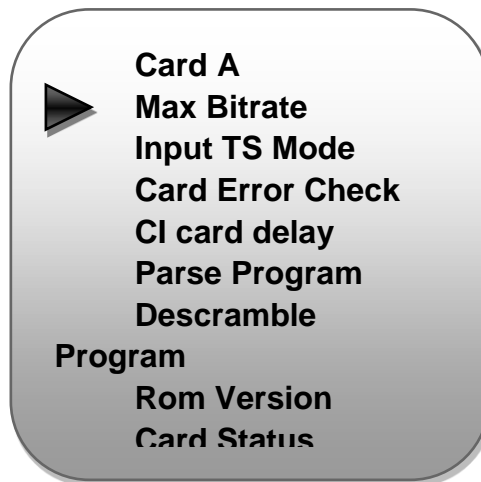 Card A
Max Bitrate
Input TS Mode
Card Error Check
CI card delay
Parse Program
Descramble
Program
Rom Version
Card Status